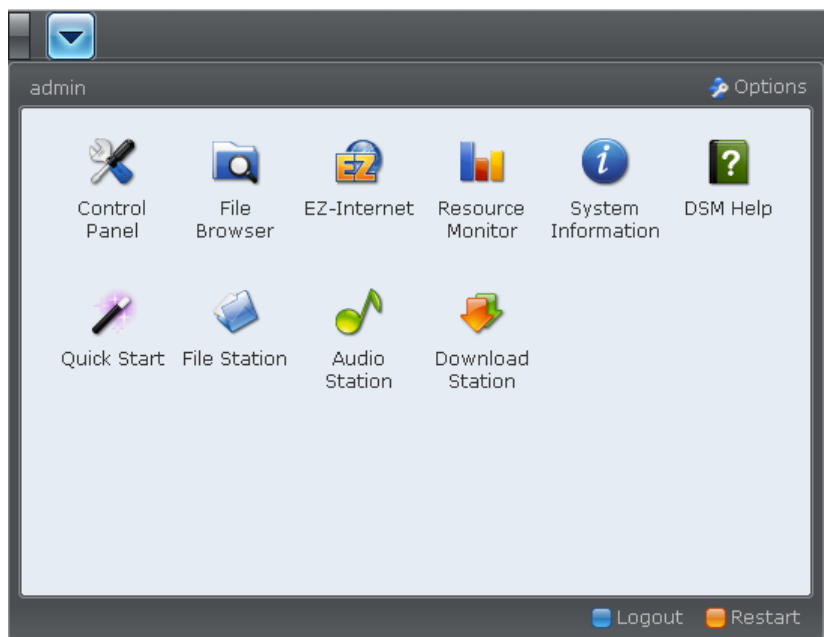 admin
Options
EZ
i
?
Control Panel
File Browser
EZ-Internet
Resource Monitor
System Information
DSM Help
Quick Start
File Station
Audio Station
Download Station
Logout
Restart